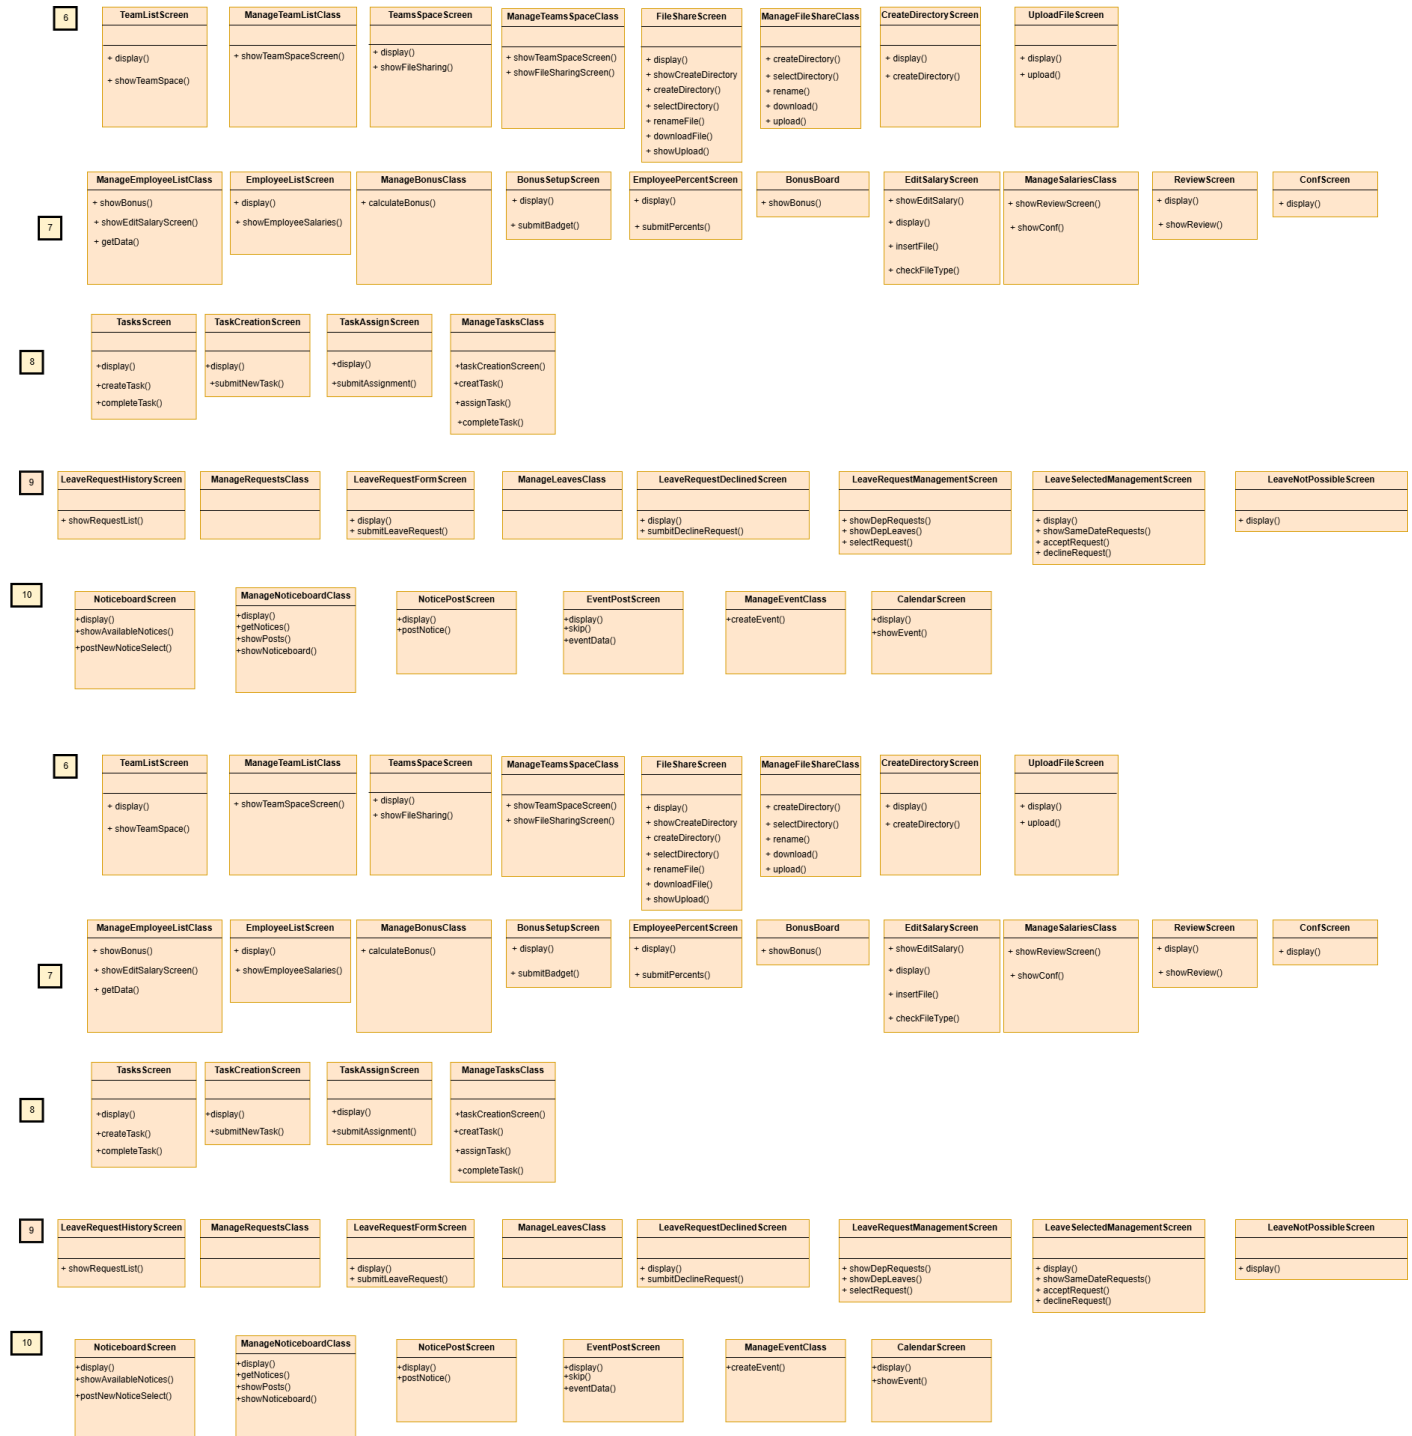 6
TeamListScreen
+ display()
+ showTeamSpace()
ManageTeamListClass
+ showTeamSpaceScreen()
TeamsSpaceScreen
+ display()
+ showFileSharing()
ManageTeamsSpaceClass
+ showTeamSpaceScreen()
+ showFileSharingScreen()
FileShareScreen
+ display()
+ showCreateDirectory
+ createDirectory()
+ selectDirectory()
+ renameFile()
+ downloadFile()
+ showUpload()
ManageFileShareClass
+ createDirectory()
+ selectDirectory()
+ rename()
+ download()
+ upload()
CreateDirectoryScreen
+ display()
+ createDirectory()
UploadFileScreen
+ display()
+ upload()
7
ManageEmployeeListClass
+ showBonus()
+ showEditSalaryScreen()
+ getData()
EmployeeListScreen
+ display()
+ showEmployeeSalaries()
ManageBonusClass
+ calculateBonus()
BonusSetupScreen
+ display()
+ submitBadget()
EmployeePercentScreen
+ display()
+ submitPercents()
BonusBoard
+ showBonus()
EditSalaryScreen
+ showEditSalary()
+ display()
+ insertFile()
+ checkFileType()
ManageSalariesClass
+ showReviewScreen()
+ showConf()
ReviewScreen
+ display()
+ showReview()
ConfScreen
+ display()
8
TasksScreen
+display()
+createTask()
+completeTask()
TaskCreationScreen
+display()
+submitNewTask()
TaskAssignScreen
+display()
+submitAssignment()
ManageTasksClass
+taskCreationScreen()
+creatTask()
+assignTask()
+completeTask()
9
LeaveRequestHistoryScreen
+ showRequestList()
ManageRequestsClass
LeaveRequestFormScreen
+ display()
+ submitLeaveRequest()
ManageLeavesClass
LeaveRequestDeclinedScreen
+ display()
+ sumbitDeclineRequest()
LeaveRequestManagementScreen
+ showDepRequests()
+ showDepLeaves()
+ selectRequest()
LeaveSelectedManagementScreen
+ display()
+ showSameDateRequests()
+ acceptRequest()
+ declineRequest()
LeaveNotPossibleScreen
+ display()
10
NoticeboardScreen
+display()
+showAvailableNotices()
+postNewNoticeSelect()
ManageNoticeboardClass
+display()
+getNotices()
+showPosts()
+showNoticeboard()
NoticePostScreen
+display()
+postNotice()
EventPostScreen
+display()
+skip()
+eventData()
ManageEventClass
+createEvent()
CalendarScreen
+display()
+showEvent()
6
TeamListScreen
+ display()
+ showTeamSpace()
ManageTeamListClass
+ showTeamSpaceScreen()
TeamsSpaceScreen
+ display()
+ showFileSharing()
ManageTeamsSpaceClass
+ showTeamSpaceScreen()
+ showFileSharingScreen()
FileShareScreen
+ display()
+ showCreateDirectory
+ createDirectory()
+ selectDirectory()
+ renameFile()
+ downloadFile()
+ showUpload()
ManageFileShareClass
+ createDirectory()
+ selectDirectory()
+ rename()
+ download()
+ upload()
CreateDirectoryScreen
+ display()
+ createDirectory()
UploadFileScreen
+ display()
+ upload()
7
ManageEmployeeListClass
+ showBonus()
+ showEditSalaryScreen()
+ getData()
EmployeeListScreen
+ display()
+ showEmployeeSalaries()
ManageBonusClass
+ calculateBonus()
BonusSetupScreen
+ display()
+ submitBadget()
EmployeePercentScreen
+ display()
+ submitPercents()
BonusBoard
+ showBonus()
EditSalaryScreen
+ showEditSalary()
+ display()
+ insertFile()
+ checkFileType()
ManageSalariesClass
+ showReviewScreen()
+ showConf()
ReviewScreen
+ display()
+ showReview()
ConfScreen
+ display()
8
TasksScreen
+display()
+createTask()
+completeTask()
TaskCreationScreen
+display()
+submitNewTask()
TaskAssignScreen
+display()
+submitAssignment()
ManageTasksClass
+taskCreationScreen()
+creatTask()
+assignTask()
+completeTask()
9
LeaveRequestHistoryScreen
+ showRequestList()
ManageRequestsClass
LeaveRequestFormScreen
+ display()
+ submitLeaveRequest()
ManageLeavesClass
LeaveRequestDeclinedScreen
+ display()
+ sumbitDeclineRequest()
LeaveRequestManagementScreen
+ showDepRequests()
+ showDepLeaves()
+ selectRequest()
LeaveSelectedManagementScreen
+ display()
+ showSameDateRequests()
+ acceptRequest()
+ declineRequest()
LeaveNotPossibleScreen
+ display()
10
NoticeboardScreen
+display()
+showAvailableNotices()
+postNewNoticeSelect()
ManageNoticeboardClass
+display()
+getNotices()
+showPosts()
+showNoticeboard()
NoticePostScreen
+display()
+postNotice()
EventPostScreen
+display()
+skip()
+eventData()
ManageEventClass
+createEvent()
CalendarScreen
+display()
+showEvent()